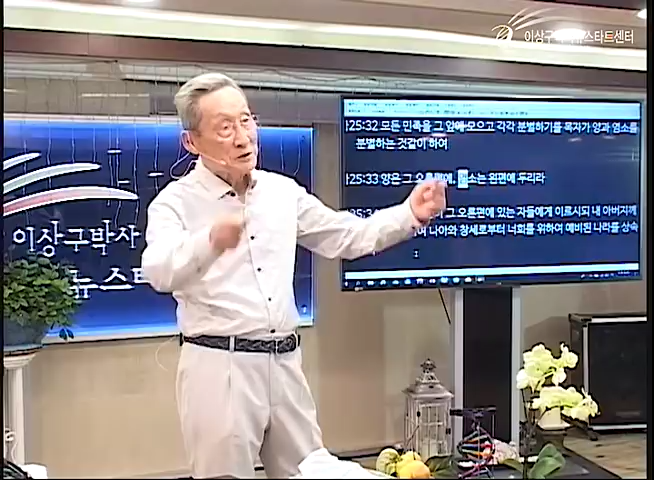 이상구박사뉴스타트센터
25:32 모든 민족을 그 앞에 모으고 각각 분별하기를 목자가 양과 염소를
분별하는 것같이 하여
25:33 양은 그 오른편에, 염소는 왼편에 두리라
그 오른편에 있는 자들에게 이르시되 내 아버지께
나아와 창세로부터 너희를 위하여 예비된 나라를 상속
이상구박사
뉴스